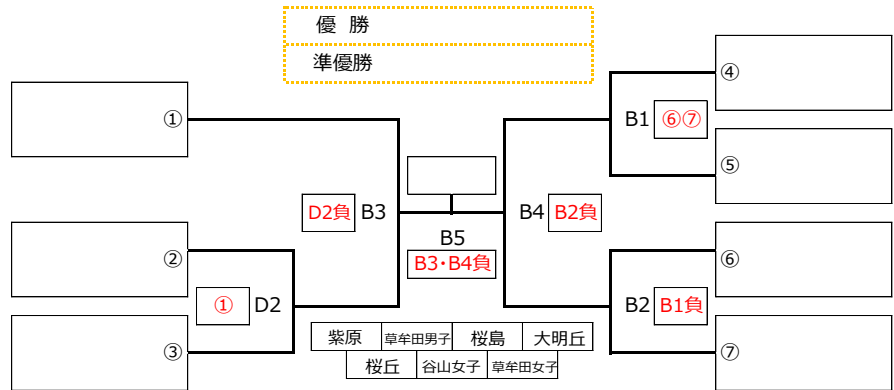 優 勝
準優勝
①
②
③
④
⑤
⑥
⑦
D2負 B3
① D2
B5
B3・B4負
B4 B2負
B1 ⑥⑦
B2 B1負
紫原 草牟田男子 桜島 大明丘
桜丘 谷山女子 草牟田女子